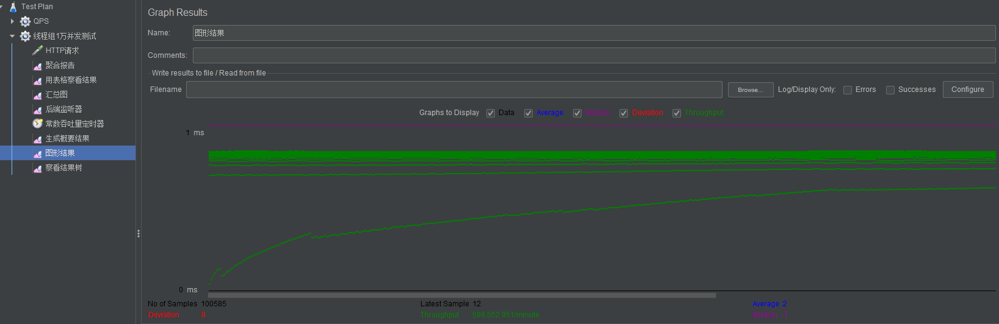 Test Plan
QPS
线程组1万并发测试
HTTP请求
聚合报告
用表格察看结果
汇总图
后端监听器
常数吞吐量定时器
生成概要结果
图形结果
察看结果树
Graph Results
Name: 图形结果
Comments:
Write results to file / Read from file
Filename Browse... Log/Display Only: Errors Successes Configure
Graphs to Display Data Average Median Deviation Throughput
1 ms
0 ms
No of Samples 100585 Latest Sample 12 Average 2
Deviation 8 Throughput 599,552.951/minute Median 1